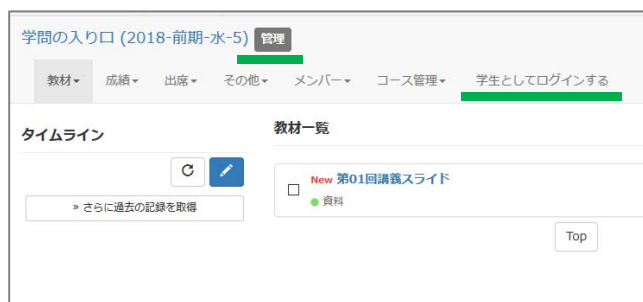 学問の入り口 (2018-前期-水-5) 管理
教材 成績 出席 その他 メンバー コース管理 学生としてログインする
タイムライン
» さらに過去の記録を取得
教材一覧
New 第01回講義スライド
資料
Top